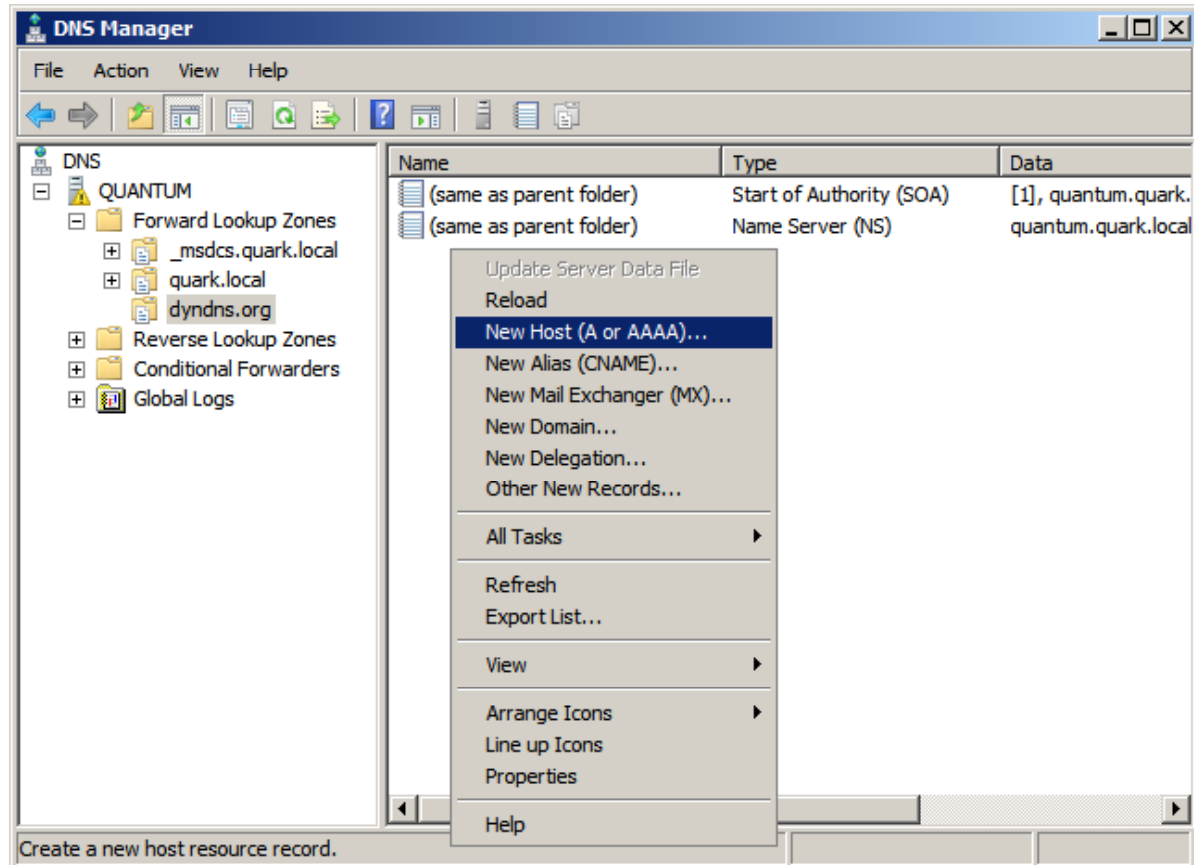 DNS Manager
File Action View Help
DNS
QUANTUM
Forward Lookup Zones
_msdcs.quark.local
quark.local
dyndns.org
Reverse Lookup Zones
Conditional Forwarders
Global Logs
Name Type Data
(same as parent folder) Start of Authority (SOA) [1], quantum.quark.
(same as parent folder) Name Server (NS) quantum.quark.local
Update Server Data File
Reload
New Host (A or AAAA)...
New Alias (CNAME)...
New Mail Exchanger (MX)...
New Domain...
New Delegation...
Other New Records...
All Tasks
Refresh
Export List...
View
Arrange Icons
Line up Icons
Properties
Help
Create a new host resource record.